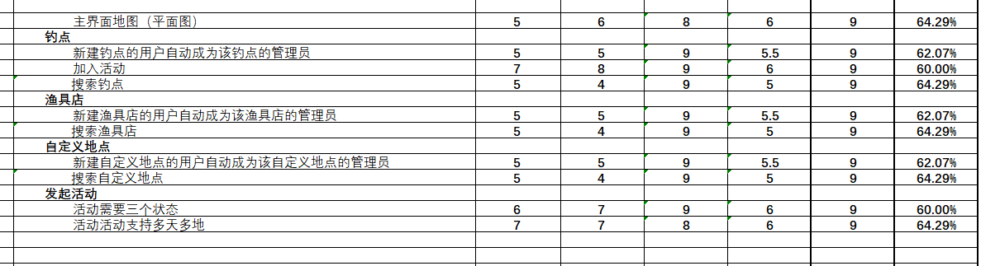 主界面地图（平面图） 5 6 8 6 9 64.29%
钓点
新建钓点的用户自动成为该钓点的管理员 5 5 9 5.5 9 62.07%
加入活动 7 8 9 6 9 60.00%
搜索钓点 5 4 9 5 9 64.29%
渔具店
新建渔具店的用户自动成为该渔具店的管理员 5 5 9 5.5 9 62.07%
搜索渔具店 5 4 9 5 9 64.29%
自定义地点
新建自定义地点的用户自动成为该自定义地点的管理员 5 5 9 5.5 9 62.07%
搜索自定义地点 5 4 9 5 9 64.29%
发起活动
活动需要三个状态 6 7 9 6 9 60.00%
活动活动支持多天多地 7 7 8 6 9 64.29%